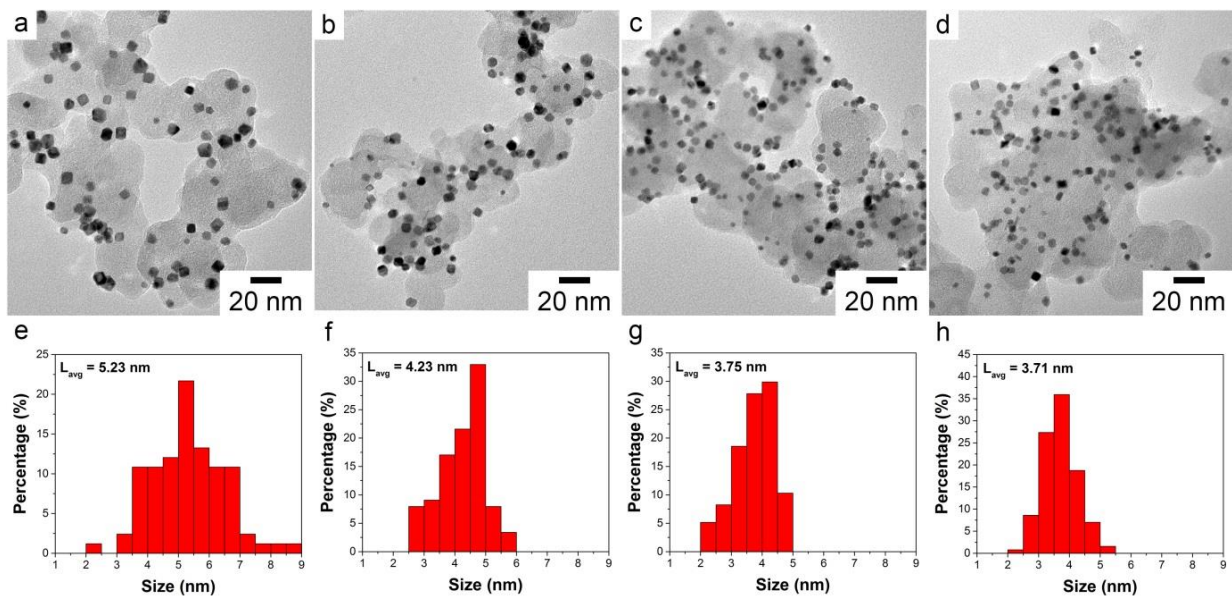 a b c d
20 nm 20 nm 20 nm 20 nm
e f g h
25
20
15
10
5
0
L_avg = 5.23 nm
Percentage (%)
1 2 3 4 5 6 7 8 9
Size (nm)
35
30
25
20
15
10
5
0
L_avg = 4.23 nm
Percentage (%)
1 2 3 4 5 6 7 8 9
Size (nm)
35
30
25
20
15
10
5
0
L_avg = 3.75 nm
Percentage (%)
1 2 3 4 5 6 7 8 9
Size (nm)
45
40
35
30
25
20
15
10
5
0
L_avg = 3.71 nm
Percentage (%)
1 2 3 4 5 6 7 8 9
Size (nm)